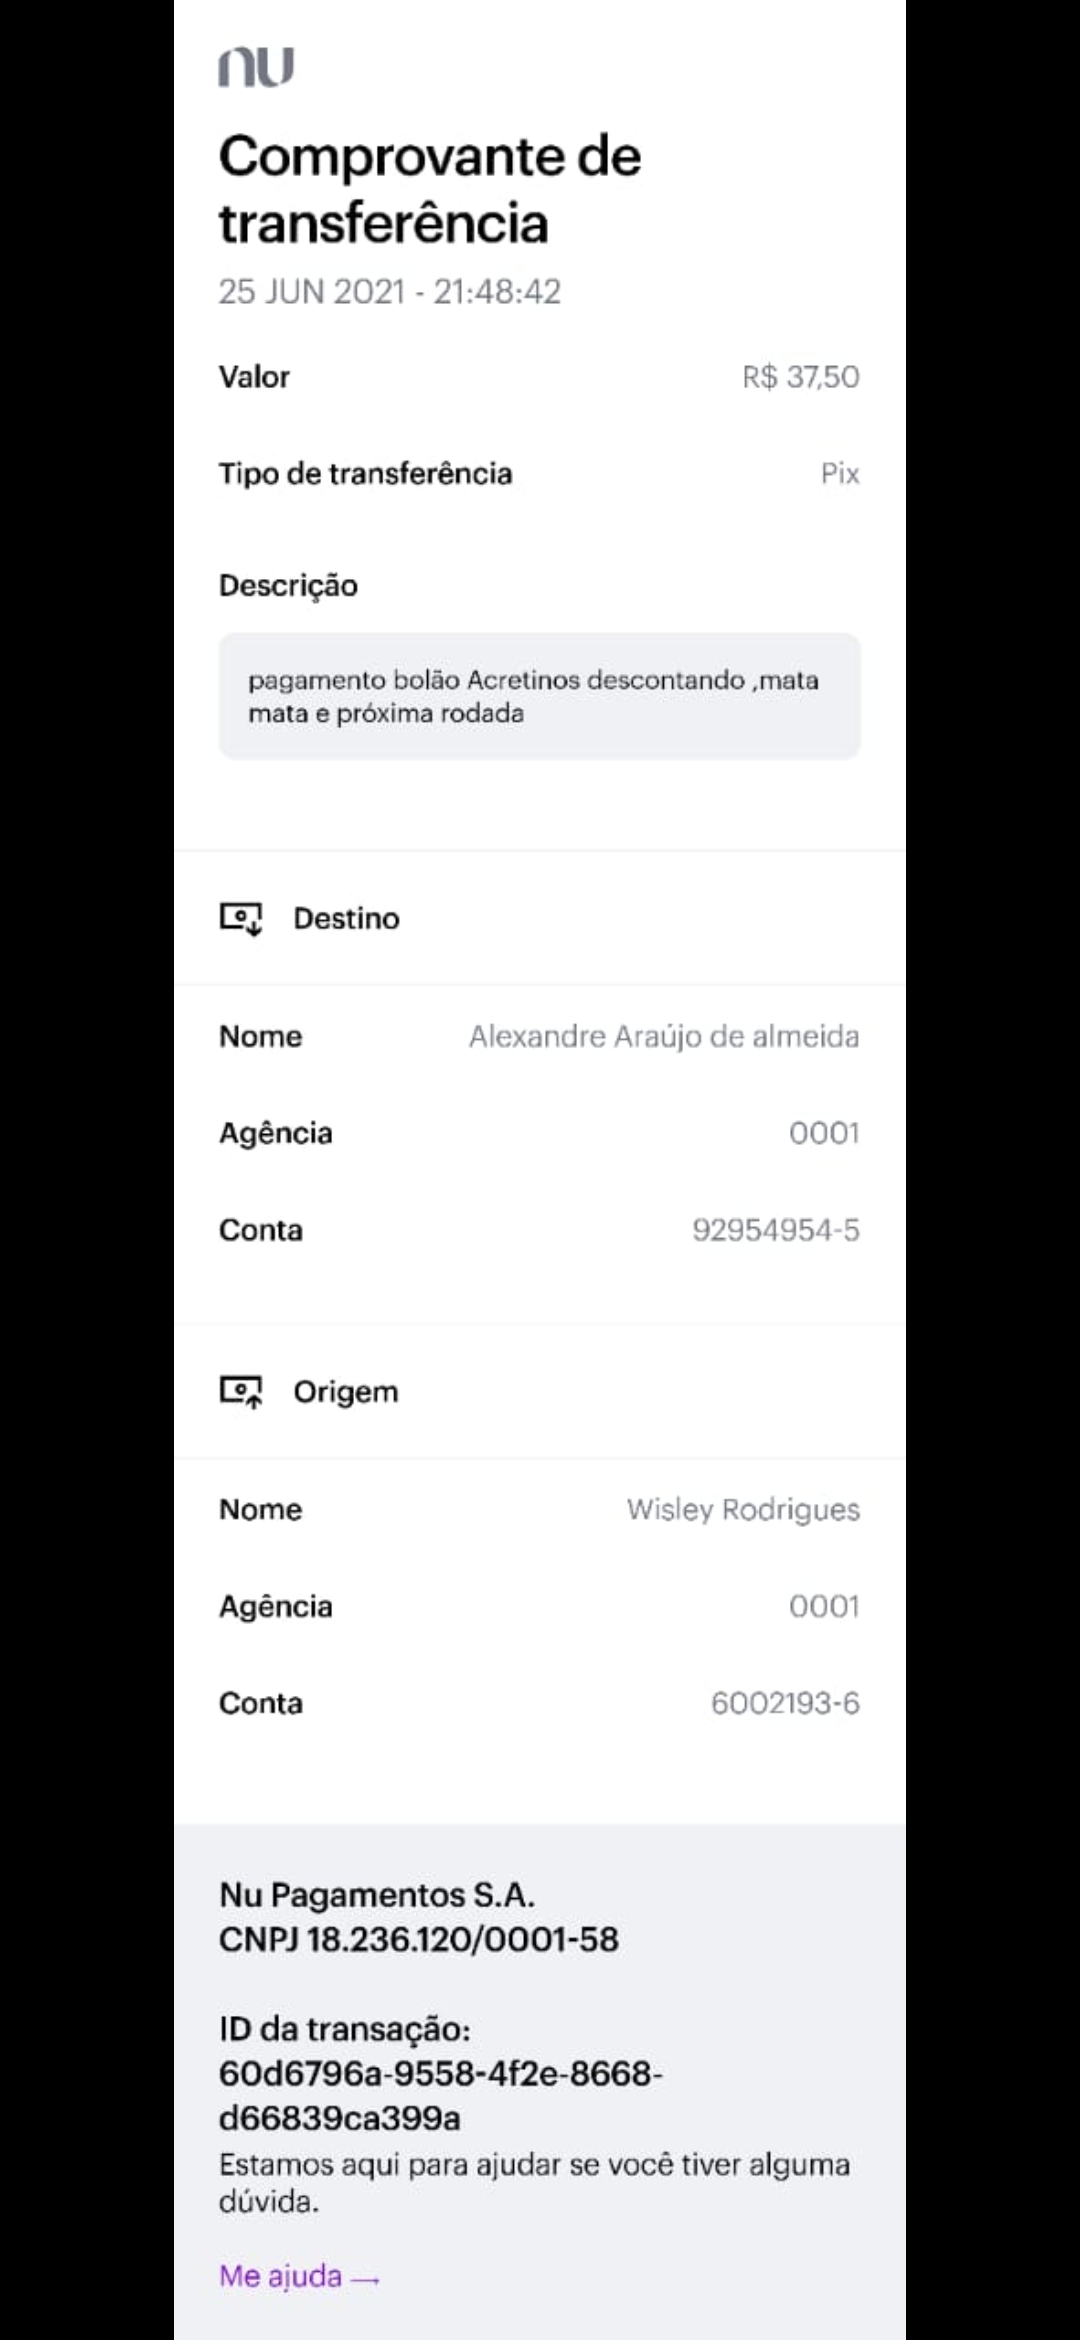 nu
Comprovante de
transferência
25 JUN 2021 - 21:48:42
Valor R$ 37,50
Tipo de transferência Pix
Descrição
pagamento bolão Acretinos descontando ,mata
mata e próxima rodada
Destino
Nome Alexandre Araújo de almeida
Agência 0001
Conta 92954954-5
Origem
Nome Wisley Rodrigues
Agência 0001
Conta 6002193-6
Nu Pagamentos S.A.
CNPJ 18.236.120/0001-58
ID da transação:
60d6796a-9558-4f2e-8668-
d66839ca399a
Estamos aqui para ajudar se você tiver alguma
dúvida.
Me ajuda →